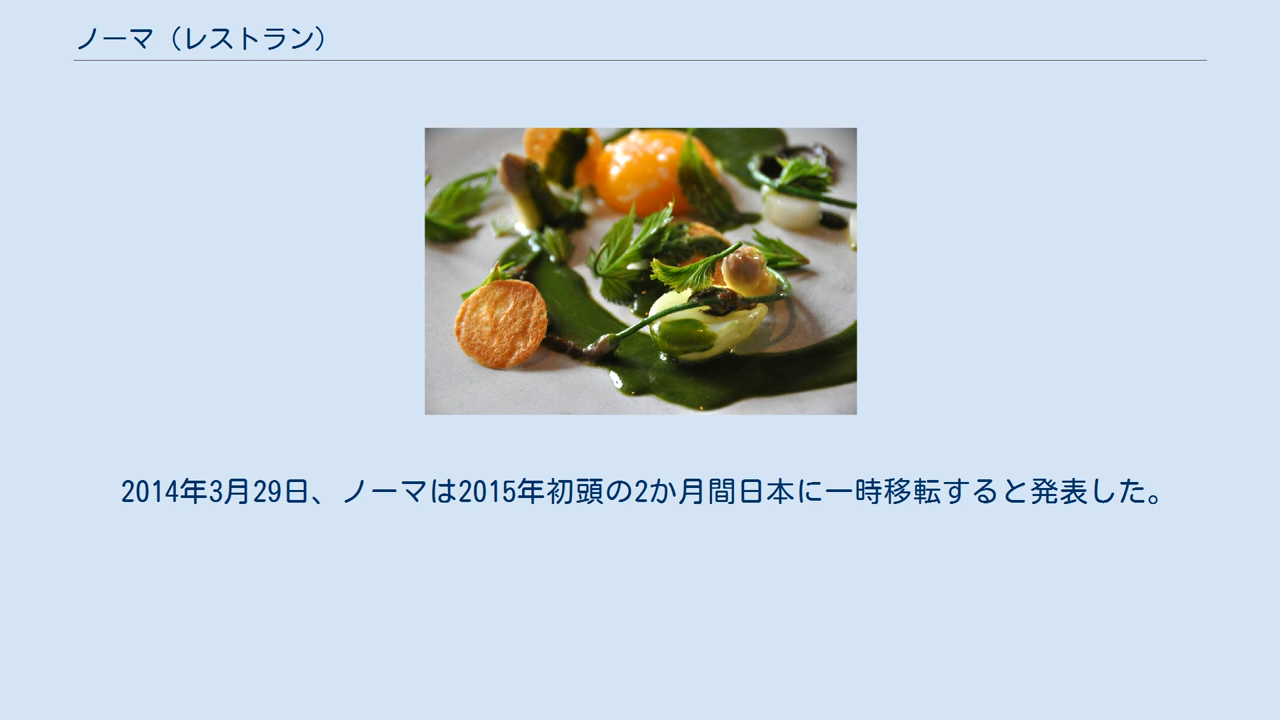 ノーマ（レストラン）
2014年3月29日、ノーマは2015年初頭の2か月間日本に一時移転すると発表した。